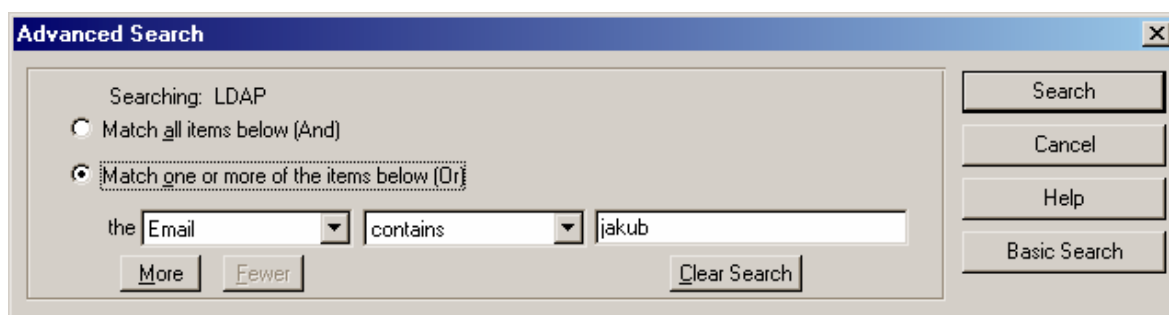 Advanced Search
Searching: LDAP
Match all items below (And)
Match one or more of the items below (Or)
the Email contains jakub
More Fewer Clear Search
Search
Cancel
Help
Basic Search